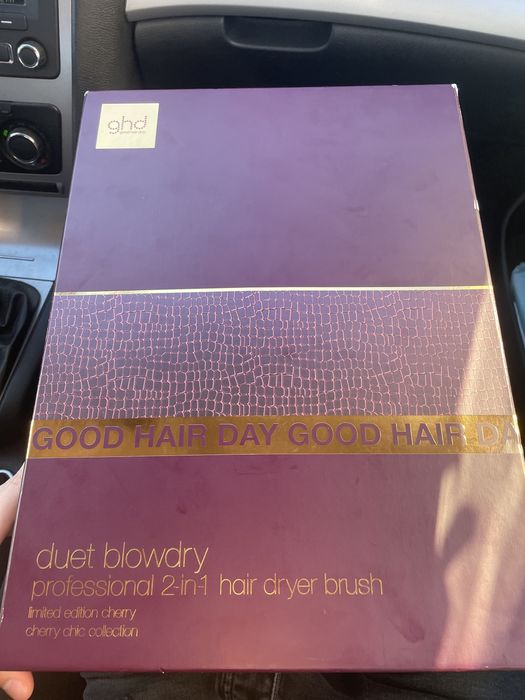 ghd
GOOD HAIR DAY GOOD HAIR DA
duet blowdry
professional 2-in-1 hair dryer brush
limited edition cherry
cherry chic collection